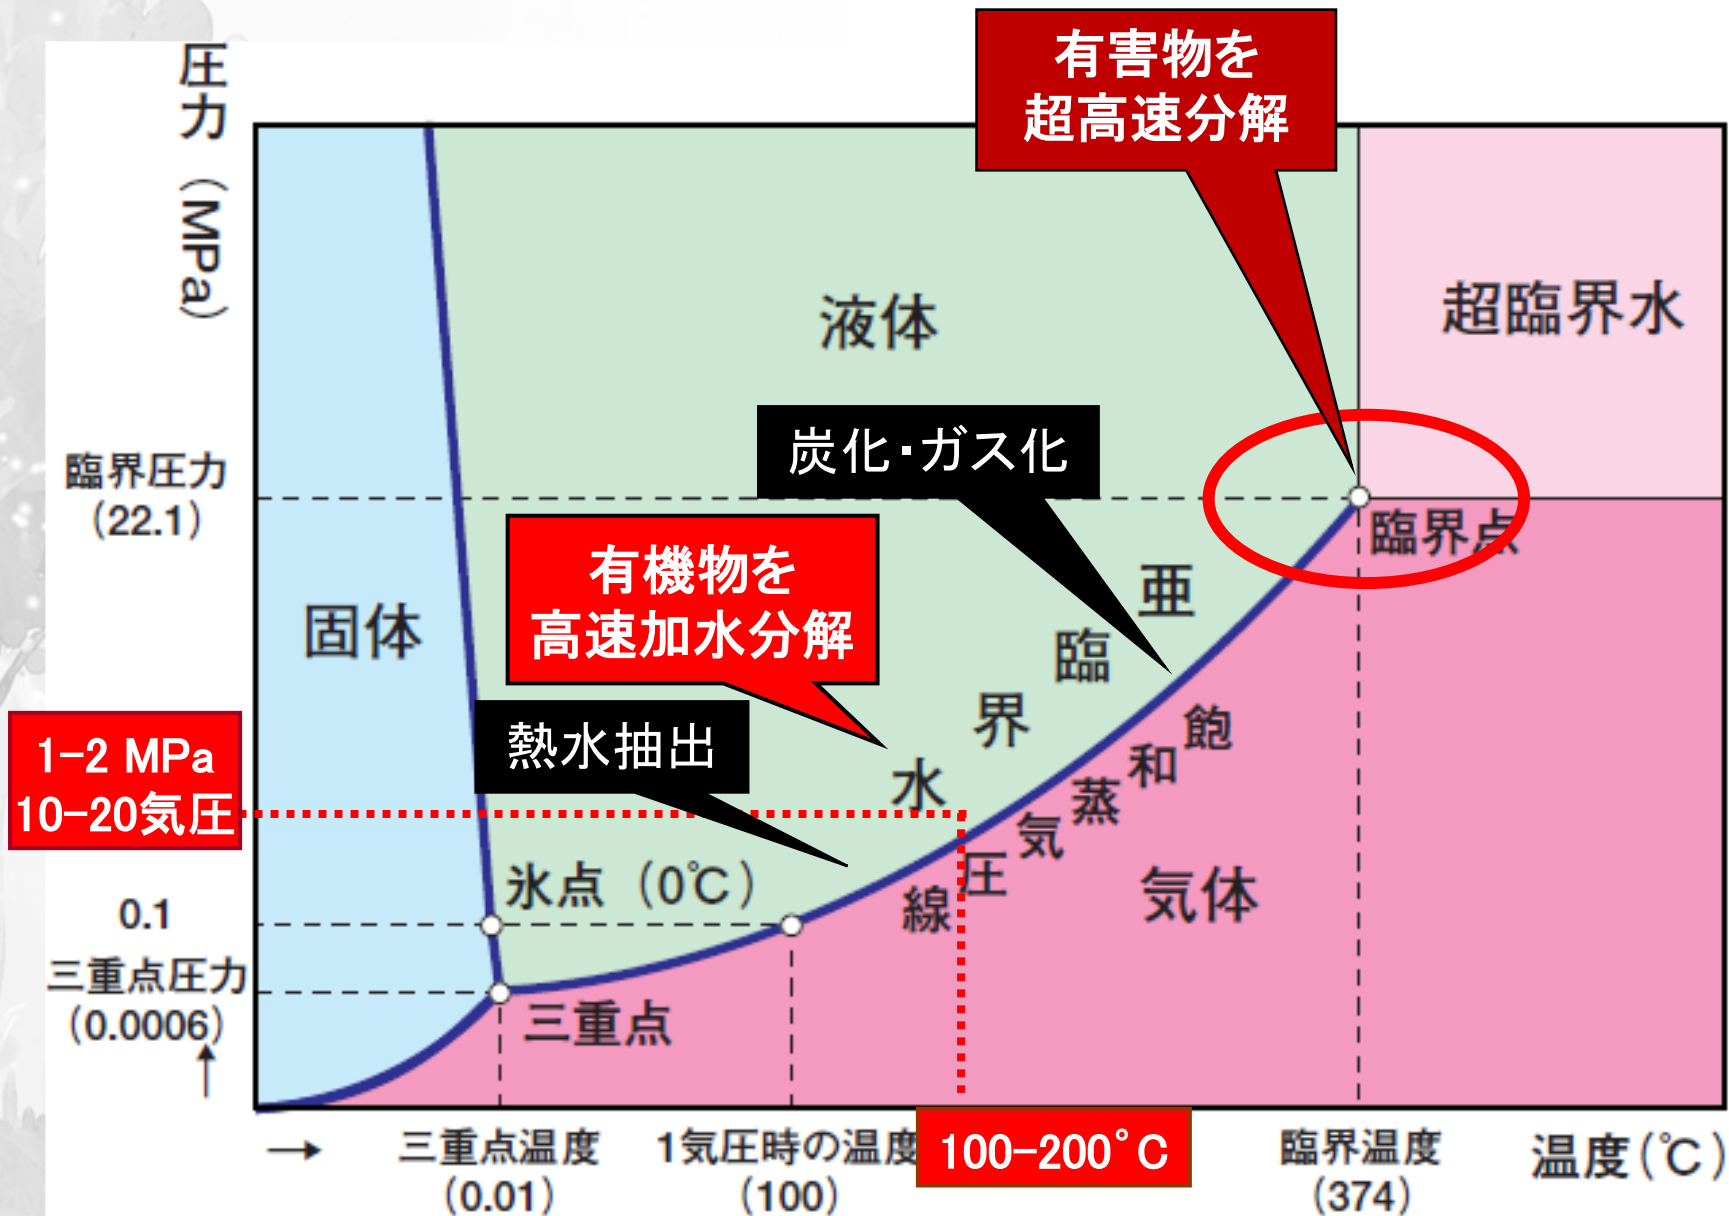 圧力（MPa）
有害物を
超高速分解
液体
超臨界水
炭化・ガス化
臨界圧力
(22.1)
臨界点
有機物を
高速加水分解
亜臨界水
固体
熱水抽出
飽和蒸気圧線
1-2 MPa
10-20気圧
氷点（0℃）
気体
0.1
三重点圧力
(0.0006)
↑
三重点
→
三重点温度
(0.01)
1気圧時の温度
(100)
100-200°C
臨界温度
(374)
温度(℃)